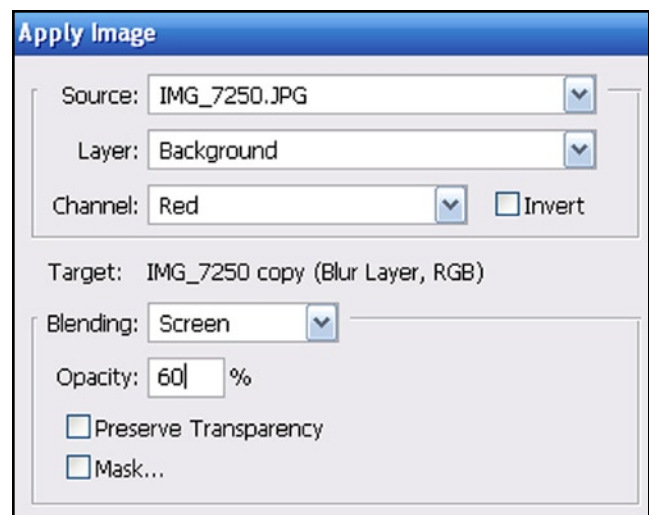 Apply Image
Source: IMG_7250.JPG
Layer: Background
Channel: Red Invert
Target: IMG_7250 copy (Blur Layer, RGB)
Blending: Screen
Opacity: 60 %
Preserve Transparency
Mask...